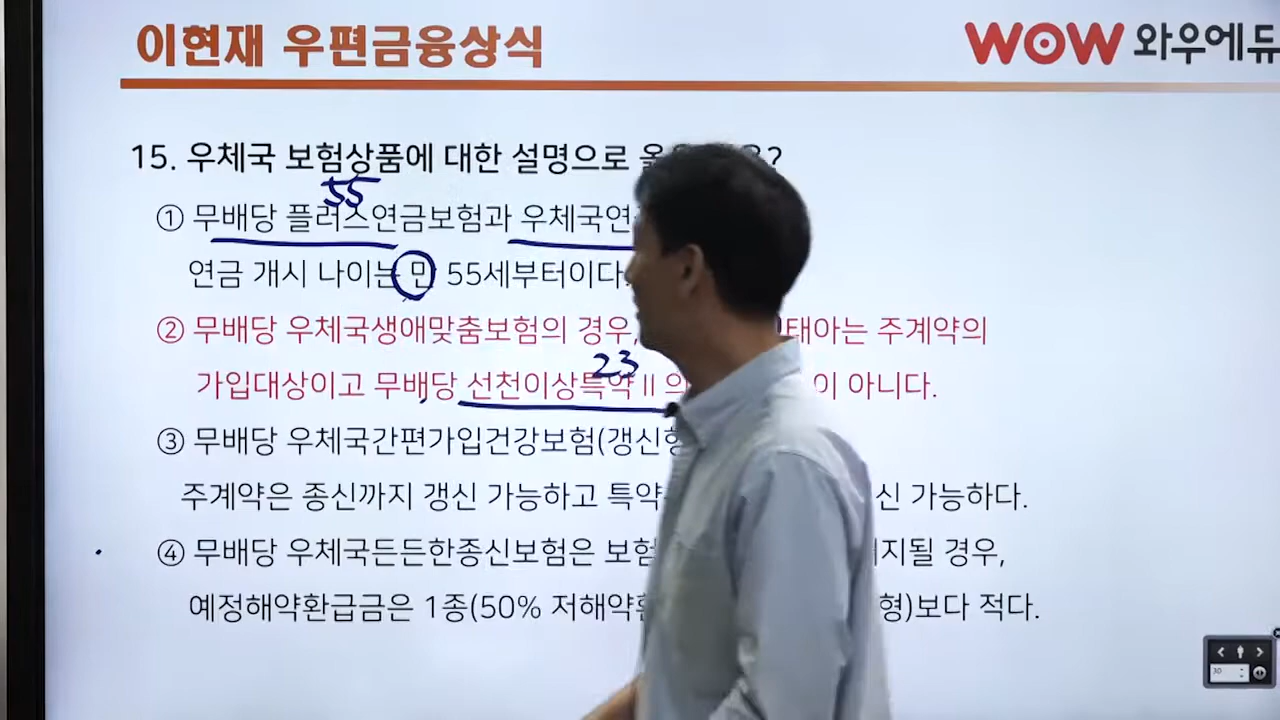 이현재 우편금융상식
WOW 와우에듀
15. 우체국 보험상품에 대한 설명으로
55
① 무배당 플러스연금보험과 우체국연
연금 개시 나이는 만 55세부터이다.
② 무배당 우체국생애맞춤보험의 경우, 태아는 주계약의
23
가입대상이고 무배당 선천이상특약 II 의 이 아니다.
③ 무배당 우체국간편가입건강보험(갱신형
주계약은 종신까지 갱신 가능하고 특약 신 가능하다.
④ 무배당 우체국든든한종신보험은 보험 지될 경우,
예정해약환급금은 1종(50% 저해약환 형)보다 적다.
30